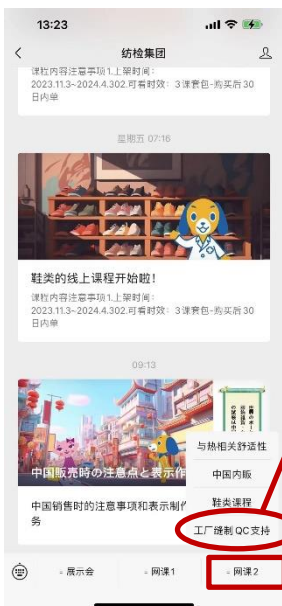 13:23
纺检集团
课程内容注意事项1.上架时间:
2023.11.3~2024.4.302.可看时效: 3课套包-购买后30
日内单
星期五 07:16
鞋类的线上课程开始啦!
课程内容注意事项1.上架时间:
2023.11.3~2024.4.302.可看时效: 3课套包-购买后30
日内单
09:13
中国販売時の注意点と表示作
中国销售时的注意事项和表示制作
务
与热相关舒适性
中国内贩
鞋类课程
工厂缝制QC支持
展示会
网课1
网课2